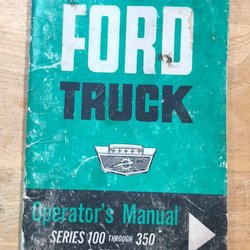 FORD
TRUCK
Operator's Manual
SERIES 100 THROUGH 350